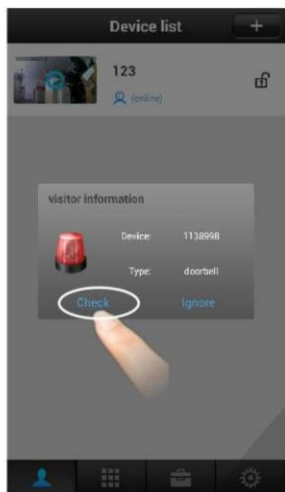 Device list +
123
(online)
visitor information
Device: 1138998
Type: doorbell
Check Ignore